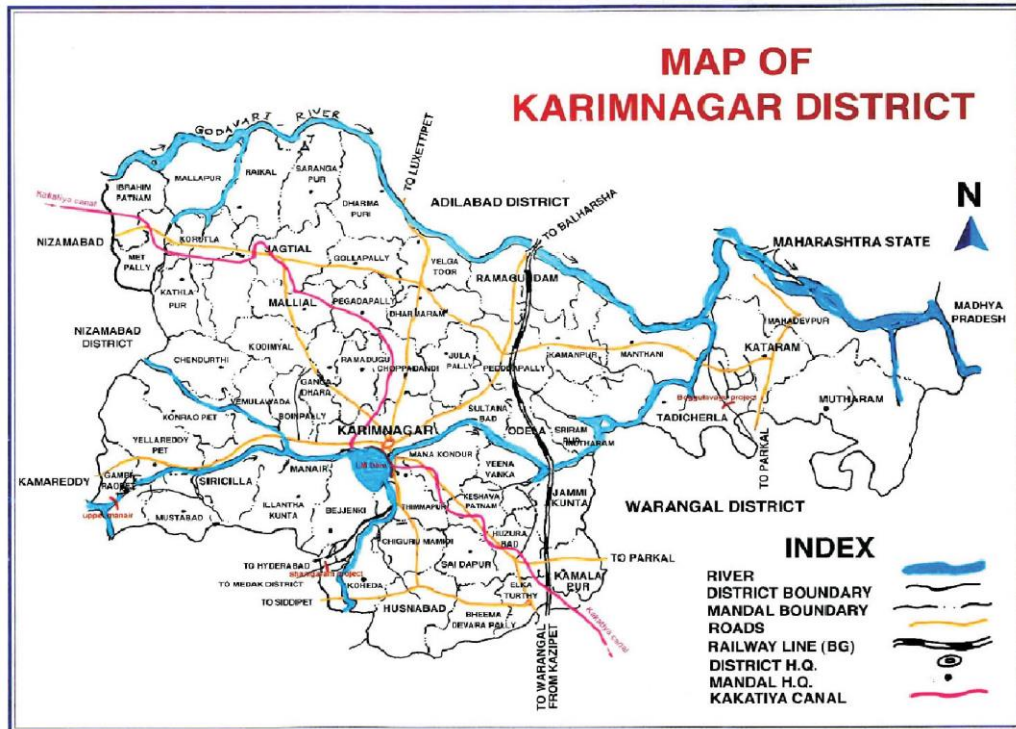 MAP OF
KARIMNAGAR DISTRICT
GODAVARI RIVER
TO LUXETTIPET
IBRAHIM
PATNAM
MALLAPUR
RAIKAL
SARANGA
PUR
DHARMA
PURI
ADILABAD DISTRICT
N
Kakatiya canal
TO BALHARSHA
MAHARASHTRA STATE
NIZAMABAD
KORUTLA
JAGTIAL
GOLLAPALLY
YELGA
TOOR
RAMAGUNDAM
MET
PALLY
KATHLA
PUR
MALLIAL
PEGADAPALLY
DHARMARAM
MAHADEVPUR
MADHYA
PRADESH
NIZAMABAD
DISTRICT
CHENDURTHI
KODIMYAL
RAMADUGU
CHOPPADANDI
JULA
PALLY
PEDDAPALLY
KAMANPUR
MANTHANI
KATARAM
GANGA
DHARA
VEMULAWADA
BOINPALLY
KONRAO PET
SULTANA
BAD
ODELA
SRIRAM
PUR
MUTHARAM
TADICHERLA
MUTHARAM
YELLAREDDY
PET
KARIMNAGAR
MANA KONDUR
VEENA
VANKA
TO PARKAL
KAMAREDDY
GAMBI
RAOPET
SIRICILLA
MANAIR
JAMMI
KUNTA
WARANGAL DISTRICT
MUSTABAD
ILLANTHA
KUNTA
BEJJENKI
THIMMAPUR
KESHAVA
PATNAM
HUZURA
BAD
CHIGURU MAMIDI
SAIDAPUR
TO PARKAL
TO HYDERABAD
TO MEDAK DISTRICT
KOHEDA
KAMALA
PUR
ELKA
TURTHY
TO SIDDIPET
HUSNABAD
BHEEMA
DEVARA PALLY
Kakatiya canal
TO WARANGAL
FROM KAZIPET
INDEX
RIVER
DISTRICT BOUNDARY
MANDAL BOUNDARY
ROADS
RAILWAY LINE (BG)
DISTRICT H.Q.
MANDAL H.Q.
KAKATIYA CANAL